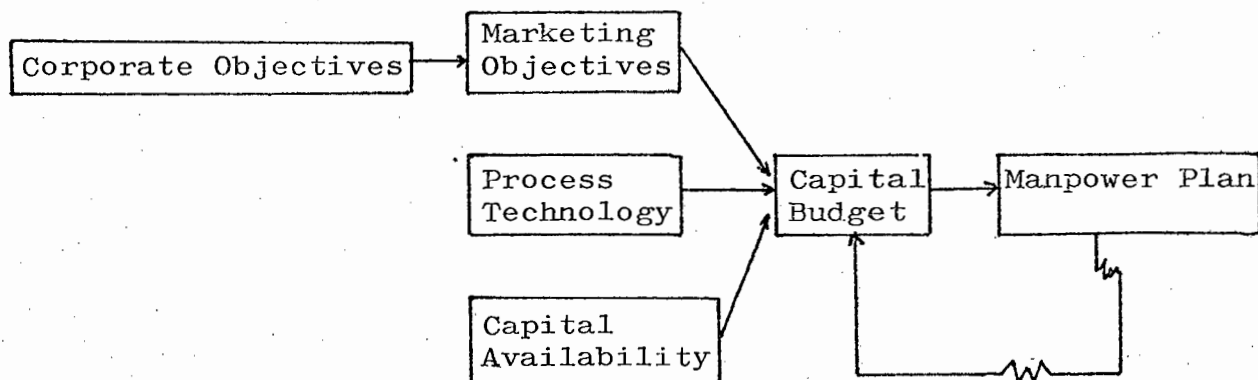 Corporate Objectives
Marketing
Objectives
Process
Technology
Capital
Availability
Capital
Budget
Manpower Plan